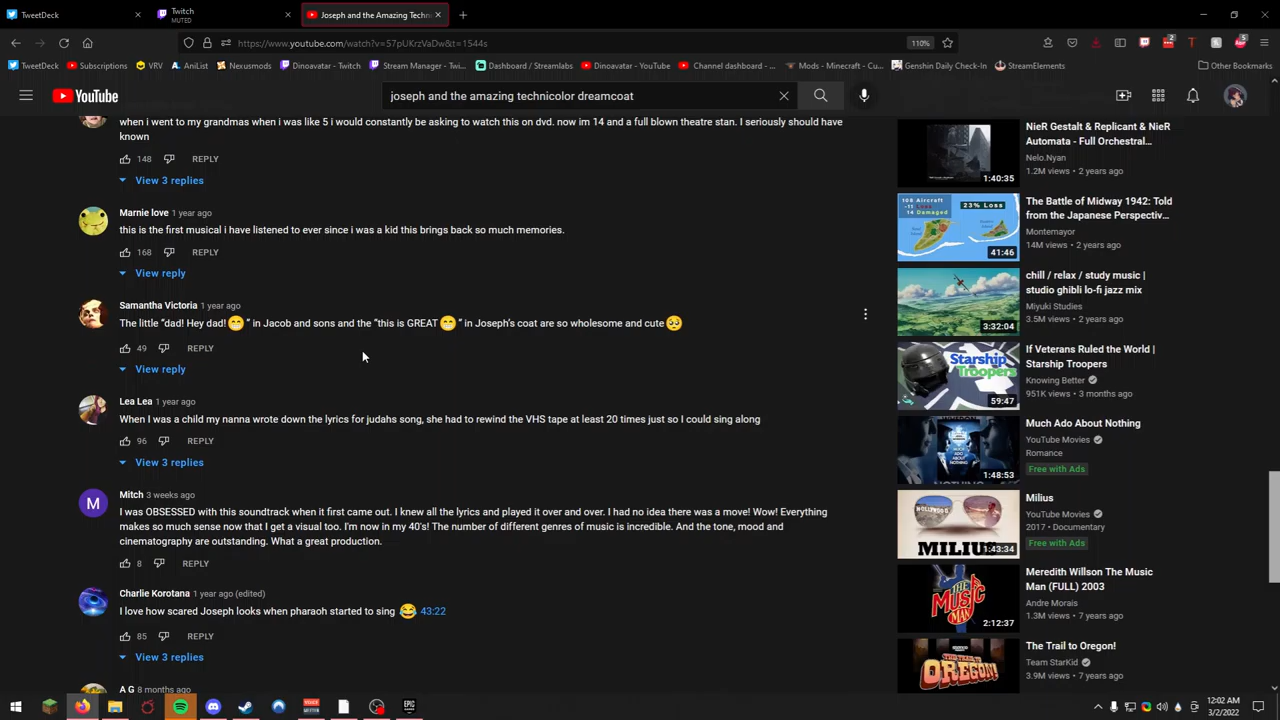 TweetDeck
Twitch
MUTED
Joseph and the Amazing Techn
https://www.youtube.com/watch?v=57pUKrzVaDw&t=1544s
110%
TweetDeck
Subscriptions
VRV
AniList
Nexusmods
Dinoavatar - Twitch
Stream Manager - Twi...
Dashboard / Streamlabs
Dinoavatar - YouTube
Channel dashboard - ...
Mods - Minecraft - Cu...
Genshin Daily Check-In
StreamElements
Other Bookmarks
YouTube
joseph and the amazing technicolor dreamcoat
when i went to my grandmas when i was like 5 i would constantly be asking to watch this on dvd. now im 14 and a full blown theatre stan. I seriously should have
known
148 REPLY
View 3 replies
Marnie love 1 year ago
this is the first musical i have listened to ever since i was a kid this brings back so much memories.
168 REPLY
View reply
Samantha Victoria 1 year ago
The little “dad! Hey dad!😁” in Jacob and sons and the “this is GREAT 😁“ in Joseph’s coat are so wholesome and cute🥺
49 REPLY
View reply
Lea Lea 1 year ago
When I was a child my nanna wrote down the lyrics for judahs song, she had to rewind the VHS tape at least 20 times just so I could sing along
96 REPLY
View 3 replies
M
Mitch 3 weeks ago
I was OBSESSED with this soundtrack when it first came out. I knew all the lyrics and played it over and over. I had no idea there was a move! Wow! Everything
makes so much sense now that I get a visual too. I'm now in my 40's! The number of different genres of music is incredible. And the tone, mood and
cinematography are outstanding. What a great production.
8 REPLY
Charlie Korotana 1 year ago (edited)
I love how scared Joseph looks when pharaoh started to sing 😂 43:22
85 REPLY
View 3 replies
A G 8 months ago
1:40:35
NieR Gestalt & Replicant & NieR
Automata - Full Orchestral...
Nelo.Nyan
1.2M views • 2 years ago
14 Damaged
23% Loss
41:46
The Battle of Midway 1942: Told
from the Japanese Perspectiv...
Montemayor
14M views • 2 years ago
3:32:04
chill / relax / study music |
studio ghibli lo-fi jazz mix
Miyuki Studies
3.5M views • 2 years ago
Starship
Troopers
59:47
If Veterans Ruled the World |
Starship Troopers
Knowing Better
951K views • 3 months ago
1:48:53
Much Ado About Nothing
YouTube Movies
Romance
Free with Ads
HOLLYWOOD
MILIUS
1:43:34
Milius
YouTube Movies
2017 • Documentary
Free with Ads
THE MUSIC MAN
2:12:37
Meredith Willson The Music
Man (FULL) 2003
Andre Morais
1.3M views • 7 years ago
THE TRAIL TO
OREGON!
The Trail to Oregon!
Team StarKid
3.9M views • 7 years ago
12:02 AM
3/2/2022